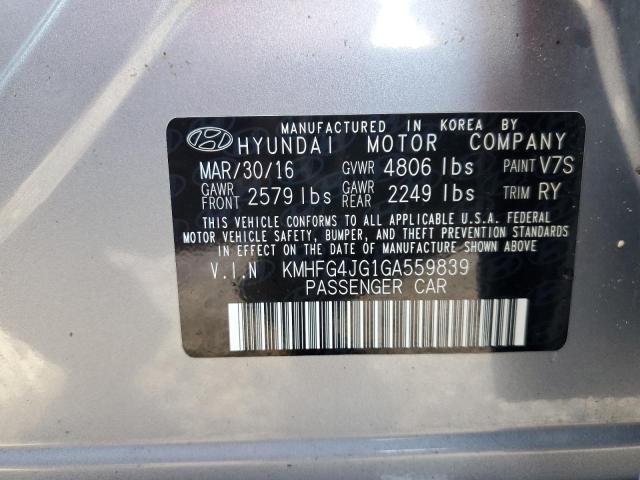 MANUFACTURED IN KOREA BY
HYUNDAI MOTOR COMPANY
MAR/30/16 GVWR 4806 lbs PAINT V7S
GAWR FRONT 2579 lbs GAWR REAR 2249 lbs TRIM RY
THIS VEHICLE CONFORMS TO ALL APPLICABLE U.S.A. FEDERAL
MOTOR VEHICLE SAFETY, BUMPER, AND THEFT PREVENTION STANDARDS
IN EFFECT ON THE DATE OF MANUFACTURE SHOWN ABOVE.
V.I.N KMHFG4JG1GA559839
PASSENGER CAR